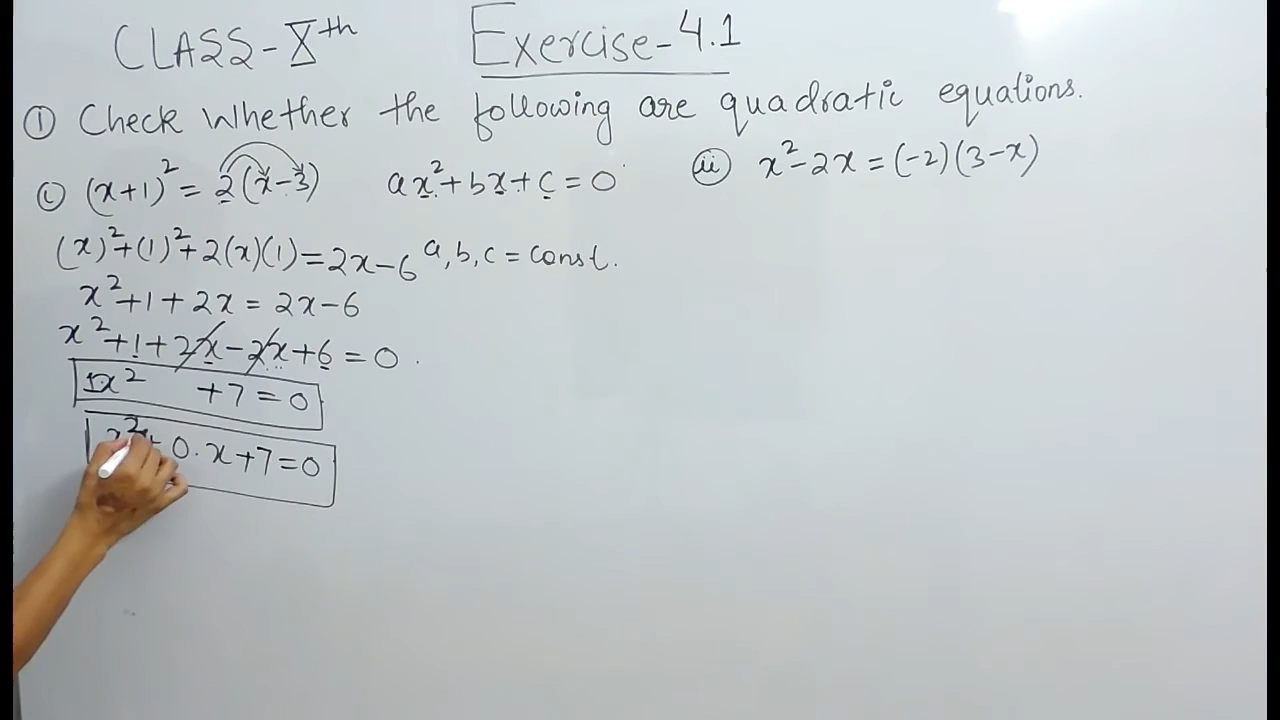 CLASS-Xth Exercise-4.1
① Check whether the following are quadratic equations.
ⓘ (x+1)² = 2(x-3) ax²+bx+c=0 ⓘⓘ x²-2x=(-2)(3-x)
(x)²+(1)²+2(x)(1)=2x-6 a,b,c = const.
x²+1+2x = 2x-6
x²+1+2x-2x+6=0
1x² +7=0
x²+ 0.x+7=0